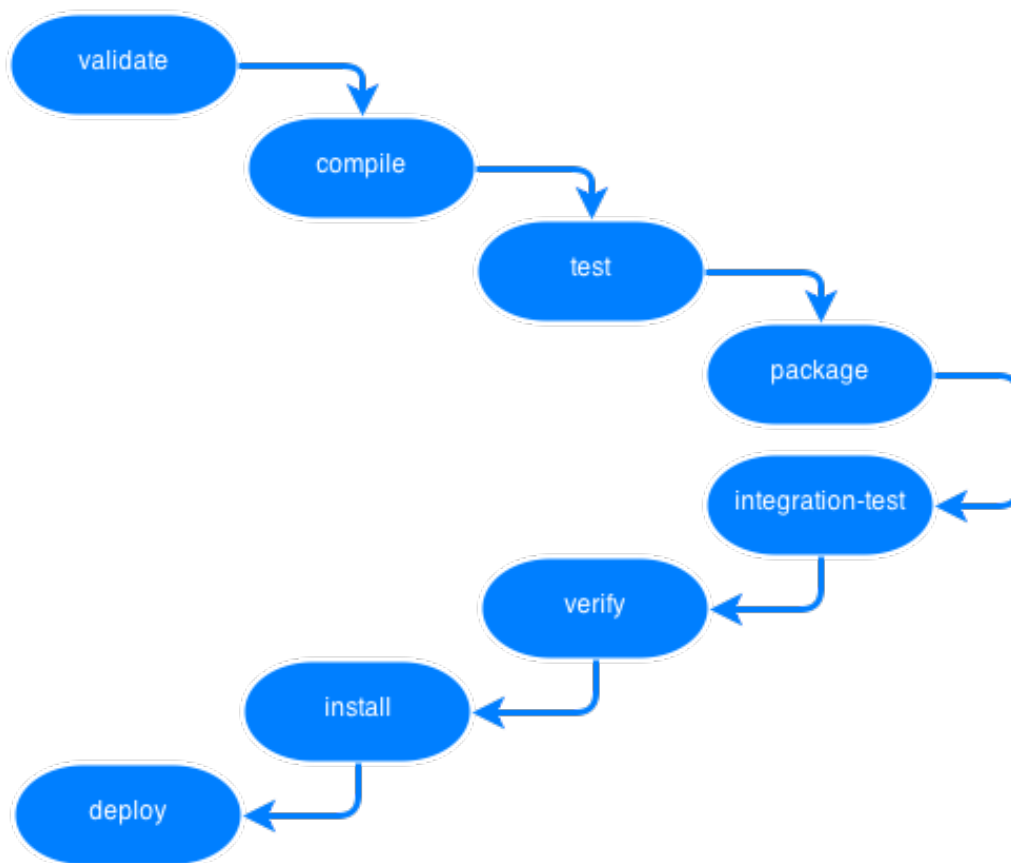 validate
compile
test
package
integration-test
verify
install
deploy